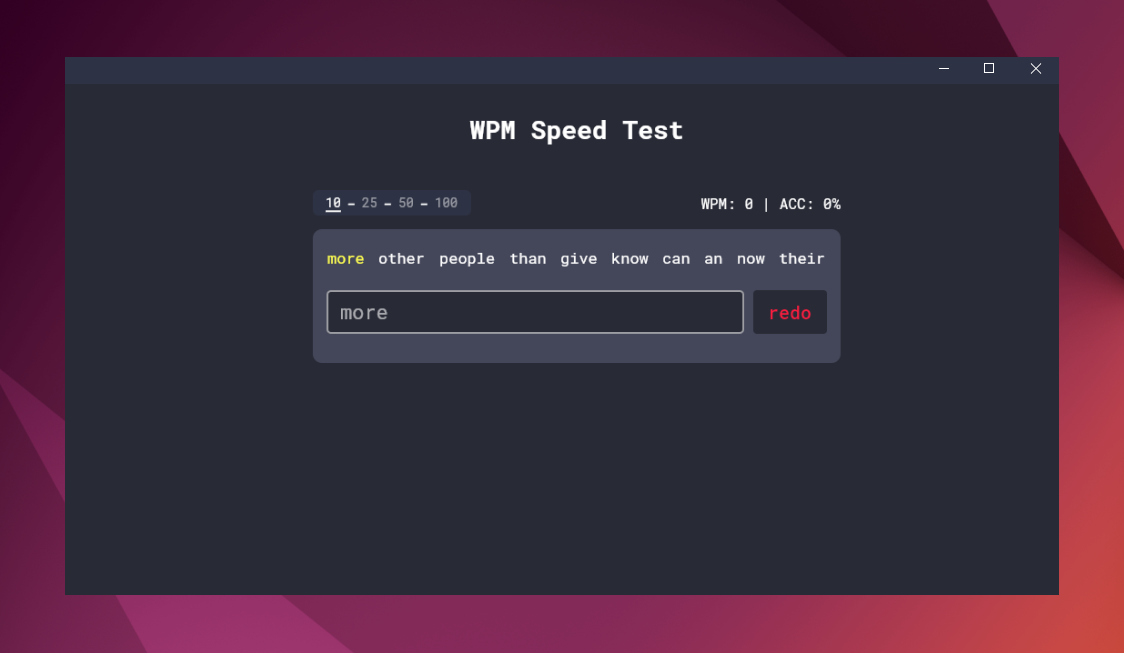 WPM Speed Test
10 - 25 - 50 - 100
WPM: 0 | ACC: 0%
more other people than give know can an now their
more
redo